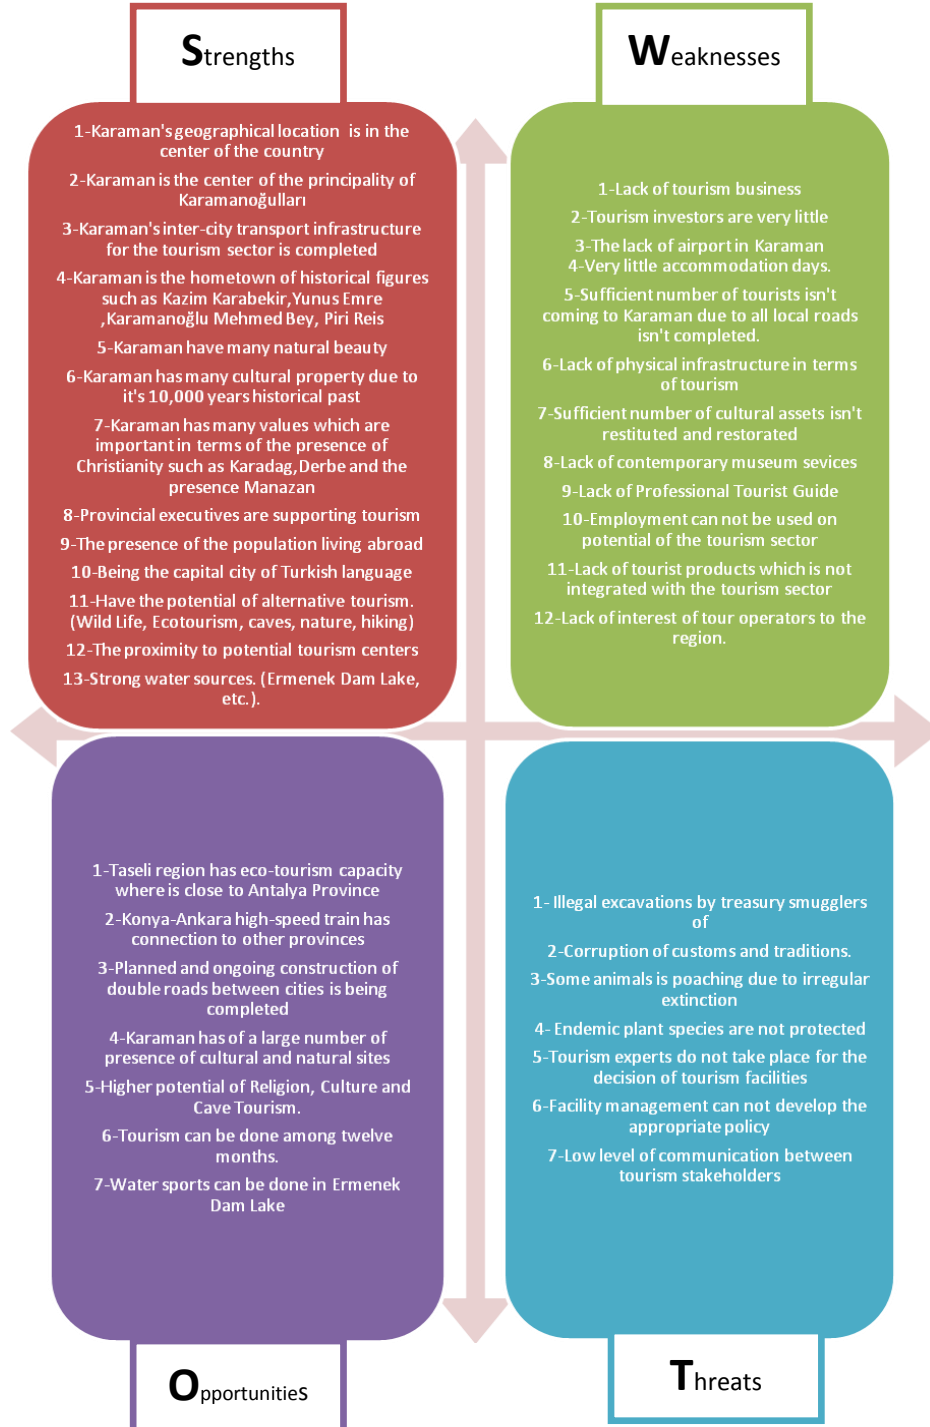 Strengths
1-Karaman's geographical location is in the
center of the country
2-Karaman is the center of the principality of
Karamanoğulları
3-Karaman's inter-city transport infrastructure
for the tourism sector is completed
4-Karaman is the hometown of historical figures
such as Kazim Karabekir,Yunus Emre
,Karamanoğlu Mehmed Bey, Piri Reis
5-Karaman have many natural beauty
6-Karaman has many cultural property due to
it's 10,000 years historical past
7-Karaman has many values which are
important in terms of the presence of
Christianity such as Karadag,Derbe and the
presence Manazan
8-Provincial executives are supporting tourism
9-The presence of the population living abroad
10-Being the capital city of Turkish language
11-Have the potential of alternative tourism.
(Wild Life, Ecotourism, caves, nature, hiking)
12-The proximity to potential tourism centers
13-Strong water sources. (Ermenek Dam Lake,
etc.).
Weaknesses
1-Lack of tourism business
2-Tourism investors are very little
3-The lack of airport in Karaman
4-Very little accommodation days.
5-Sufficient number of tourists isn't
coming to Karaman due to all local roads
isn't completed.
6-Lack of physical infrastructure in terms
of tourism
7-Sufficient number of cultural assets isn't
restituted and restorated
8-Lack of contemporary museum sevices
9-Lack of Professional Tourist Guide
10-Employment can not be used on
potential of the tourism sector
11-Lack of tourist products which is not
integrated with the tourism sector
12-Lack of interest of tour operators to the
region.
1-Taseli region has eco-tourism capacity
where is close to Antalya Province
2-Konya-Ankara high-speed train has
connection to other provinces
3-Planned and ongoing construction of
double roads between cities is being
completed
4-Karaman has of a large number of
presence of cultural and natural sites
5-Higher potential of Religion, Culture and
Cave Tourism.
6-Tourism can be done among twelve
months.
7-Water sports can be done in Ermenek
Dam Lake
Opportunities
1- Illegal excavations by treasury smugglers
of
2-Corruption of customs and traditions.
3-Some animals is poaching due to irregular
extinction
4- Endemic plant species are not protected
5-Tourism experts do not take place for the
decision of tourism facilities
6-Facility management can not develop the
appropriate policy
7-Low level of communication between
tourism stakeholders
Threats